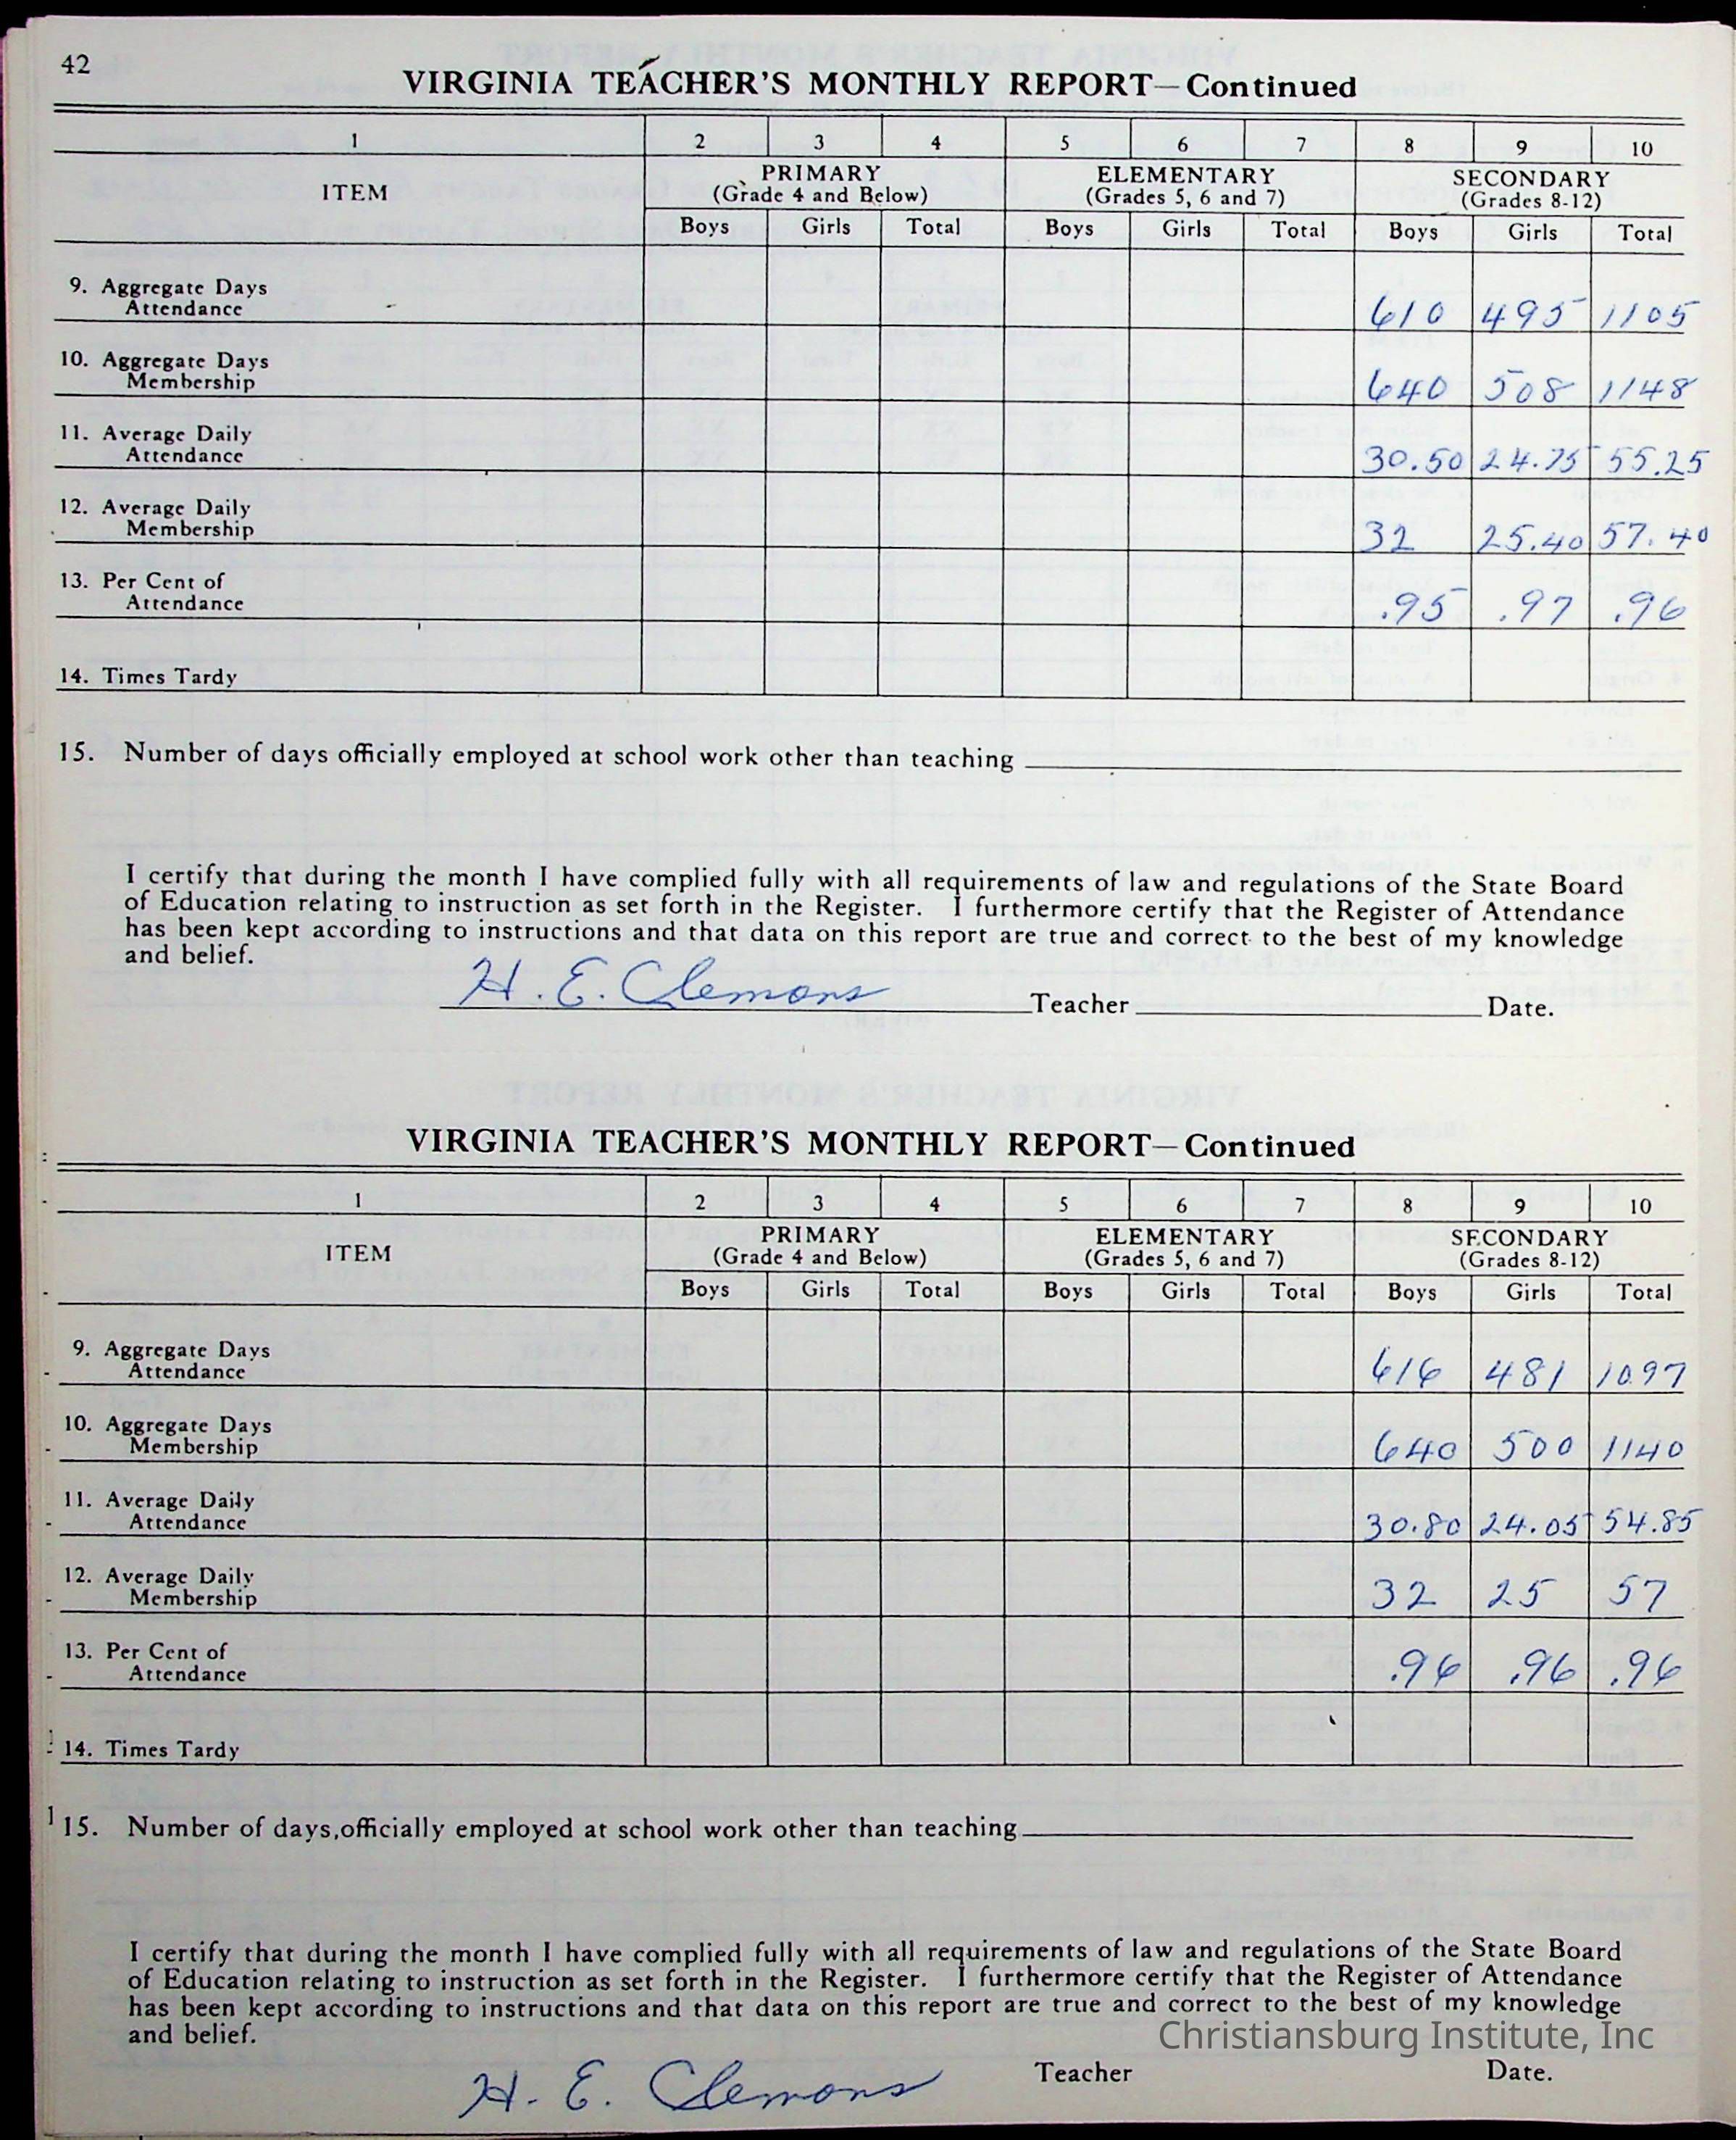 42
VIRGINIA TEACHER'S MONTHLY REPORT—Continued
1 2 3 4 5 6 7 8 9 10
ITEM PRIMARY (Grade 4 and Below) ELEMENTARY (Grades 5, 6 and 7) SECONDARY (Grades 8-12)
Boys Girls Total Boys Girls Total Boys Girls Total
9. Aggregate Days
Attendance 610 495 1105
10. Aggregate Days
Membership 640 508 1148
11. Average Daily
Attendance 30.50 24.75 55.25
12. Average Daily
Membership 32 25.40 57.40
13. Per Cent of
Attendance .95 .97 .96
14. Times Tardy
15. Number of days officially employed at school work other than teaching
I certify that during the month I have complied fully with all requirements of law and regulations of the State Board
of Education relating to instruction as set forth in the Register. I furthermore certify that the Register of Attendance
has been kept according to instructions and that data on this report are true and correct to the best of my knowledge
and belief.
H. E. Clemons Teacher Date.
VIRGINIA TEACHER'S MONTHLY REPORT—Continued
1 2 3 4 5 6 7 8 9 10
ITEM PRIMARY (Grade 4 and Below) ELEMENTARY (Grades 5, 6 and 7) SECONDARY (Grades 8-12)
Boys Girls Total Boys Girls Total Boys Girls Total
9. Aggregate Days
Attendance 616 481 1097
10. Aggregate Days
Membership 640 500 1140
11. Average Daily
Attendance 30.80 24.05 54.85
12. Average Daily
Membership 32 25 57
13. Per Cent of
Attendance .96 .96 .96
14. Times Tardy
15. Number of days officially employed at school work other than teaching
I certify that during the month I have complied fully with all requirements of law and regulations of the State Board
of Education relating to instruction as set forth in the Register. I furthermore certify that the Register of Attendance
has been kept according to instructions and that data on this report are true and correct to the best of my knowledge
and belief.
Christiansburg Institute, Inc
H. E. Clemons Teacher Date.